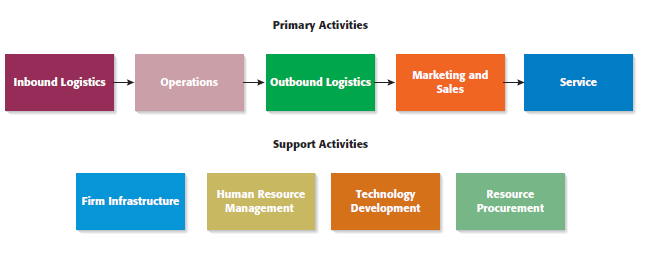 Primary Activities
Inbound Logistics
Operations
Outbound Logistics
Marketing and
Sales
Service
Support Activities
Firm Infrastructure
Human Resource
Management
Technology
Development
Resource
Procurement